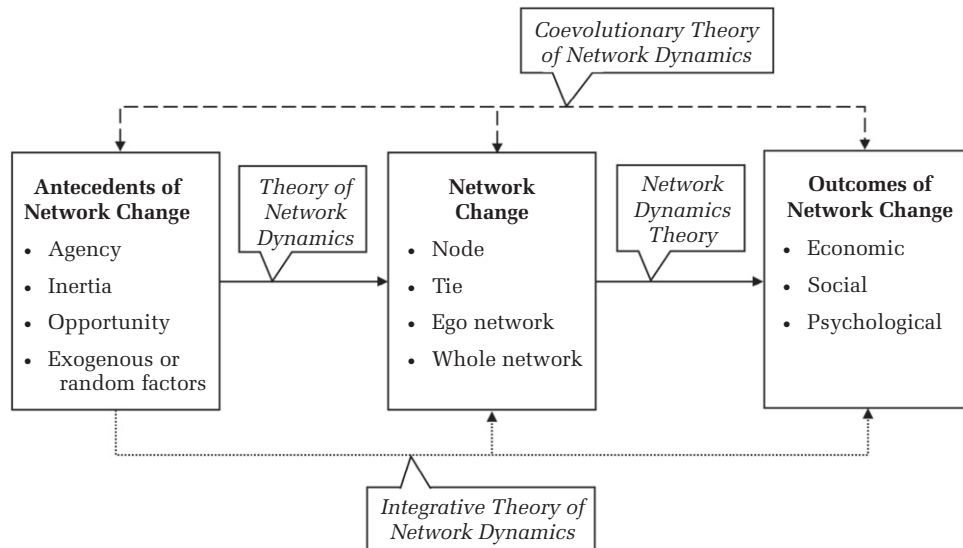 Coevolutionary Theory
of Network Dynamics
Antecedents of
Network Change
• Agency
• Inertia
• Opportunity
• Exogenous or
random factors
Theory of
Network
Dynamics
Network
Change
• Node
• Tie
• Ego network
• Whole network
Network
Dynamics
Theory
Outcomes of
Network Change
• Economic
• Social
• Psychological
Integrative Theory of
Network Dynamics